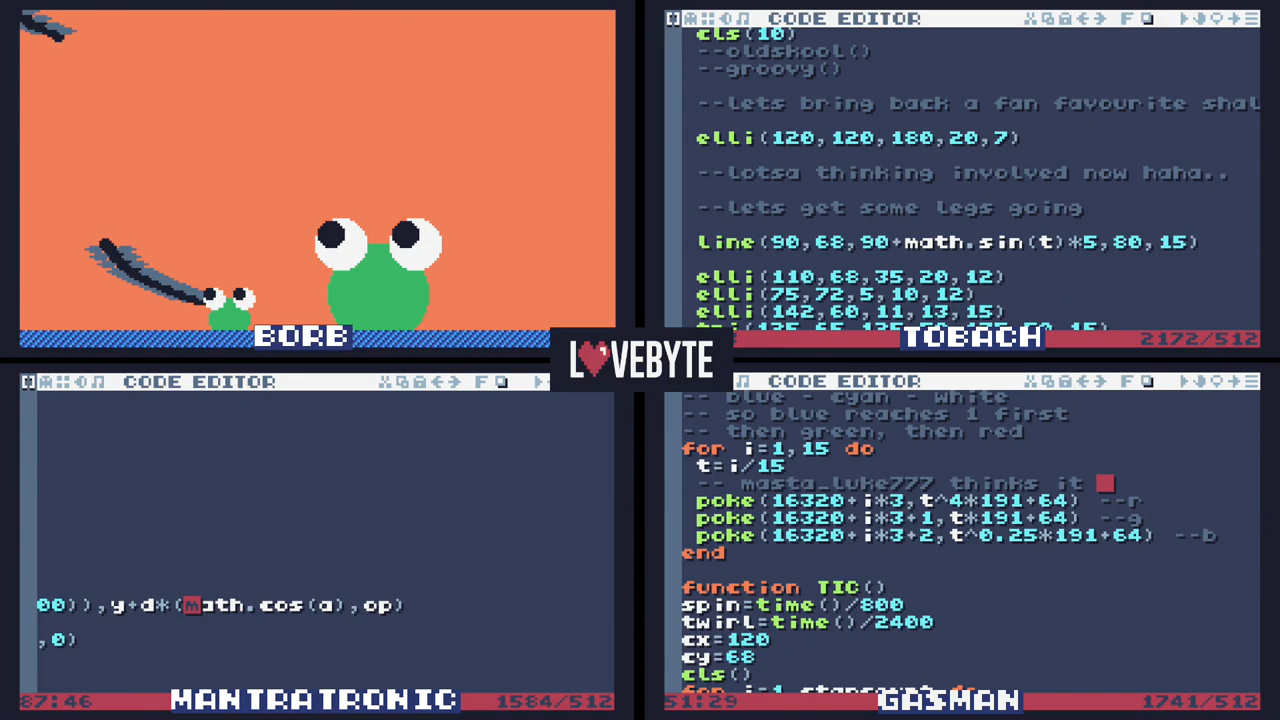 BORB
CODE EDITOR F
cls(10)
--oldskool()
--groovy()
--lets bring back a fan favourite shal
elli(120,120,180,20,7)
--lotsa thinking involved now haha..
--lets get some legs going
line(90,68,90+math.sin(t)*5,80,15)
elli(110,68,35,20,12)
elli(75,72,5,10,12)
elli(142,60,11,13,15)
TOBACH
2172/512
LOVEBYTE
CODE EDITOR F
00)),y+d*(math.cos(a),op)
,0)
87:46
MANTRATRONIC
1584/512
CODE EDITOR F
-- blue - cyan - white
-- so blue reaches 1 first
-- then green, then red
for i=1,15 do
t=i/15
-- masta_luke777 thinks it
poke(16320+i*3,t^4*191+64) --r
poke(16320+i*3+1,t*191+64) --g
poke(16320+i*3+2,t^0.25*191+64) --b
end
function TIC()
spin=time()/800
twirl=time()/2400
cx=120
cy=68
cls()
51:29
GASMAN
1741/512